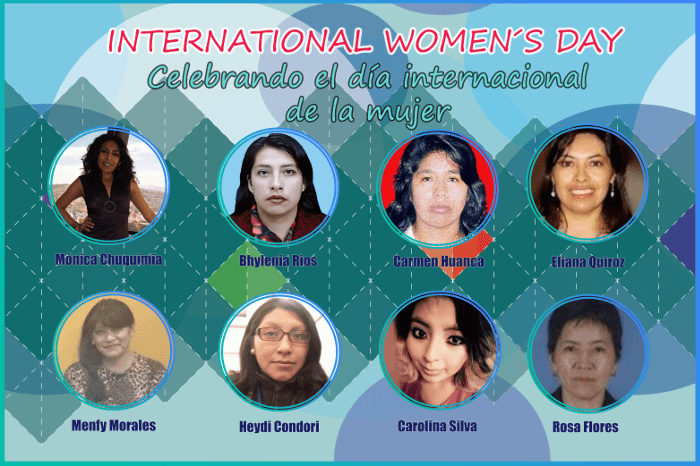 INTERNATIONAL WOMEN´S DAY
Celebrando el día internacional
de la mujer
Mónica Chuquimia
Bhylenia Rios
Carmen Huanca
Eliana Quiroz
Menfy Morales
Heydi Condori
Carolina Silva
Rosa Flores